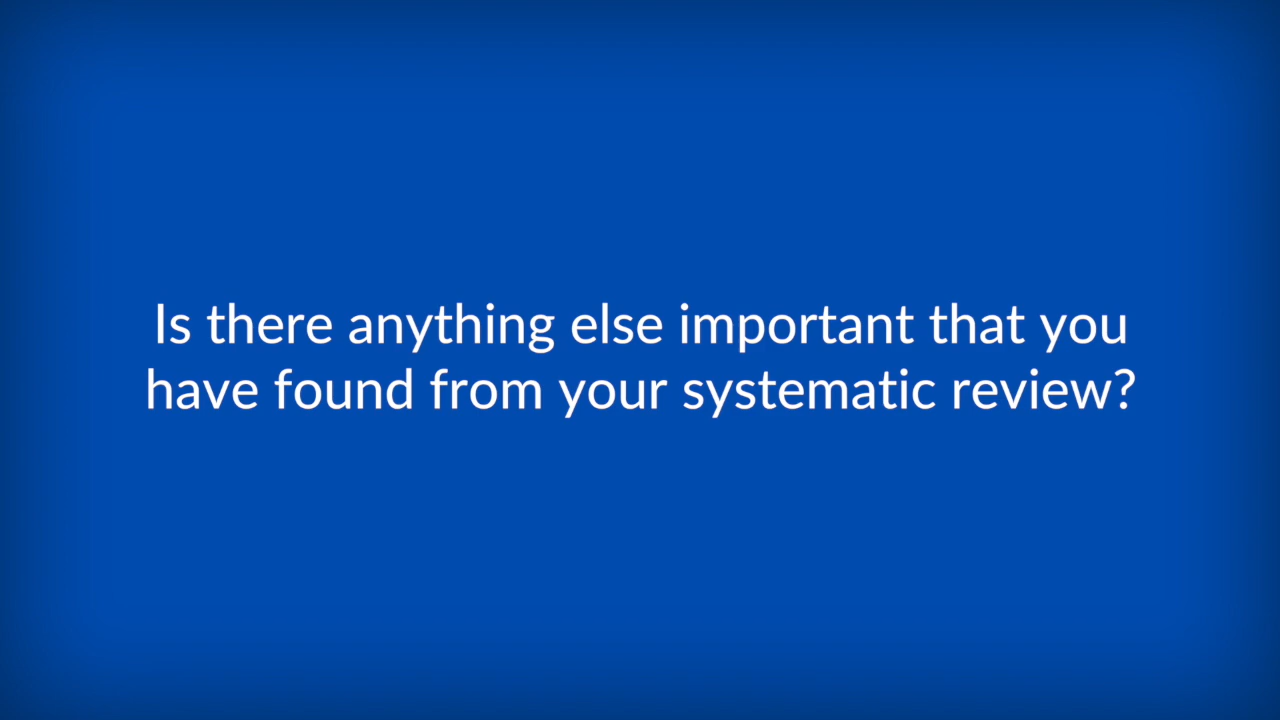 Is there anything else important that you
have found from your systematic review?